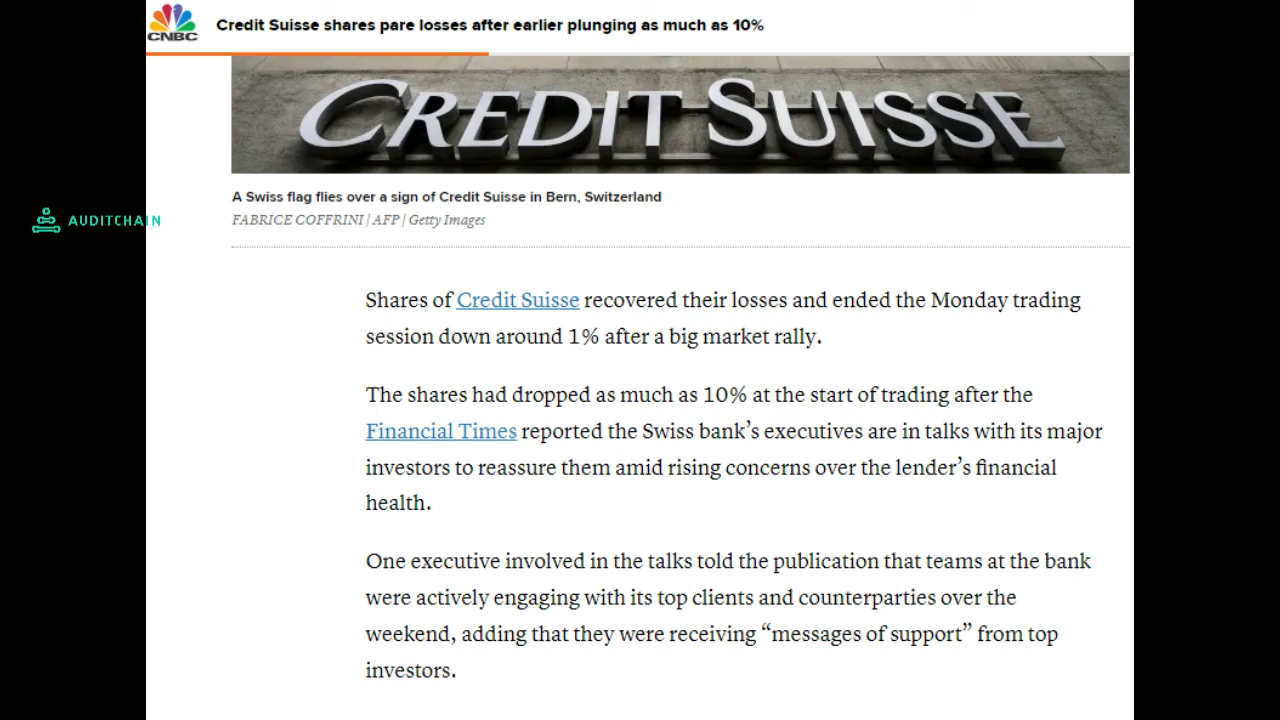 CNBC
Credit Suisse shares pare losses after earlier plunging as much as 10%
CREDIT SUISSE
A Swiss flag flies over a sign of Credit Suisse in Bern, Switzerland
FABRICE COFFRINI | AFP | Getty Images
AUDITCHAIN
Shares of Credit Suisse recovered their losses and ended the Monday trading
session down around 1% after a big market rally.
The shares had dropped as much as 10% at the start of trading after the
Financial Times reported the Swiss bank’s executives are in talks with its major
investors to reassure them amid rising concerns over the lender’s financial
health.
One executive involved in the talks told the publication that teams at the bank
were actively engaging with its top clients and counterparties over the
weekend, adding that they were receiving “messages of support” from top
investors.